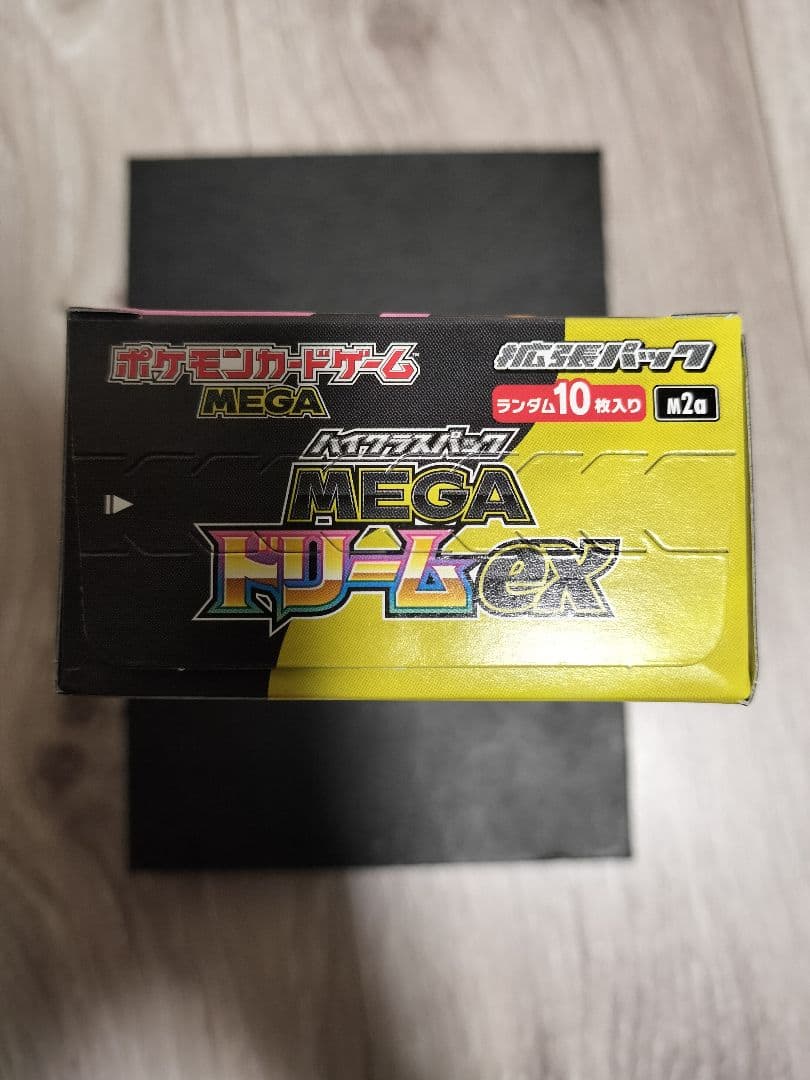 ポケモンカードゲーム
MEGA
拡張パック
ランダム10枚入り
M2a
ハイクラスパック
MEGA
ドリームex